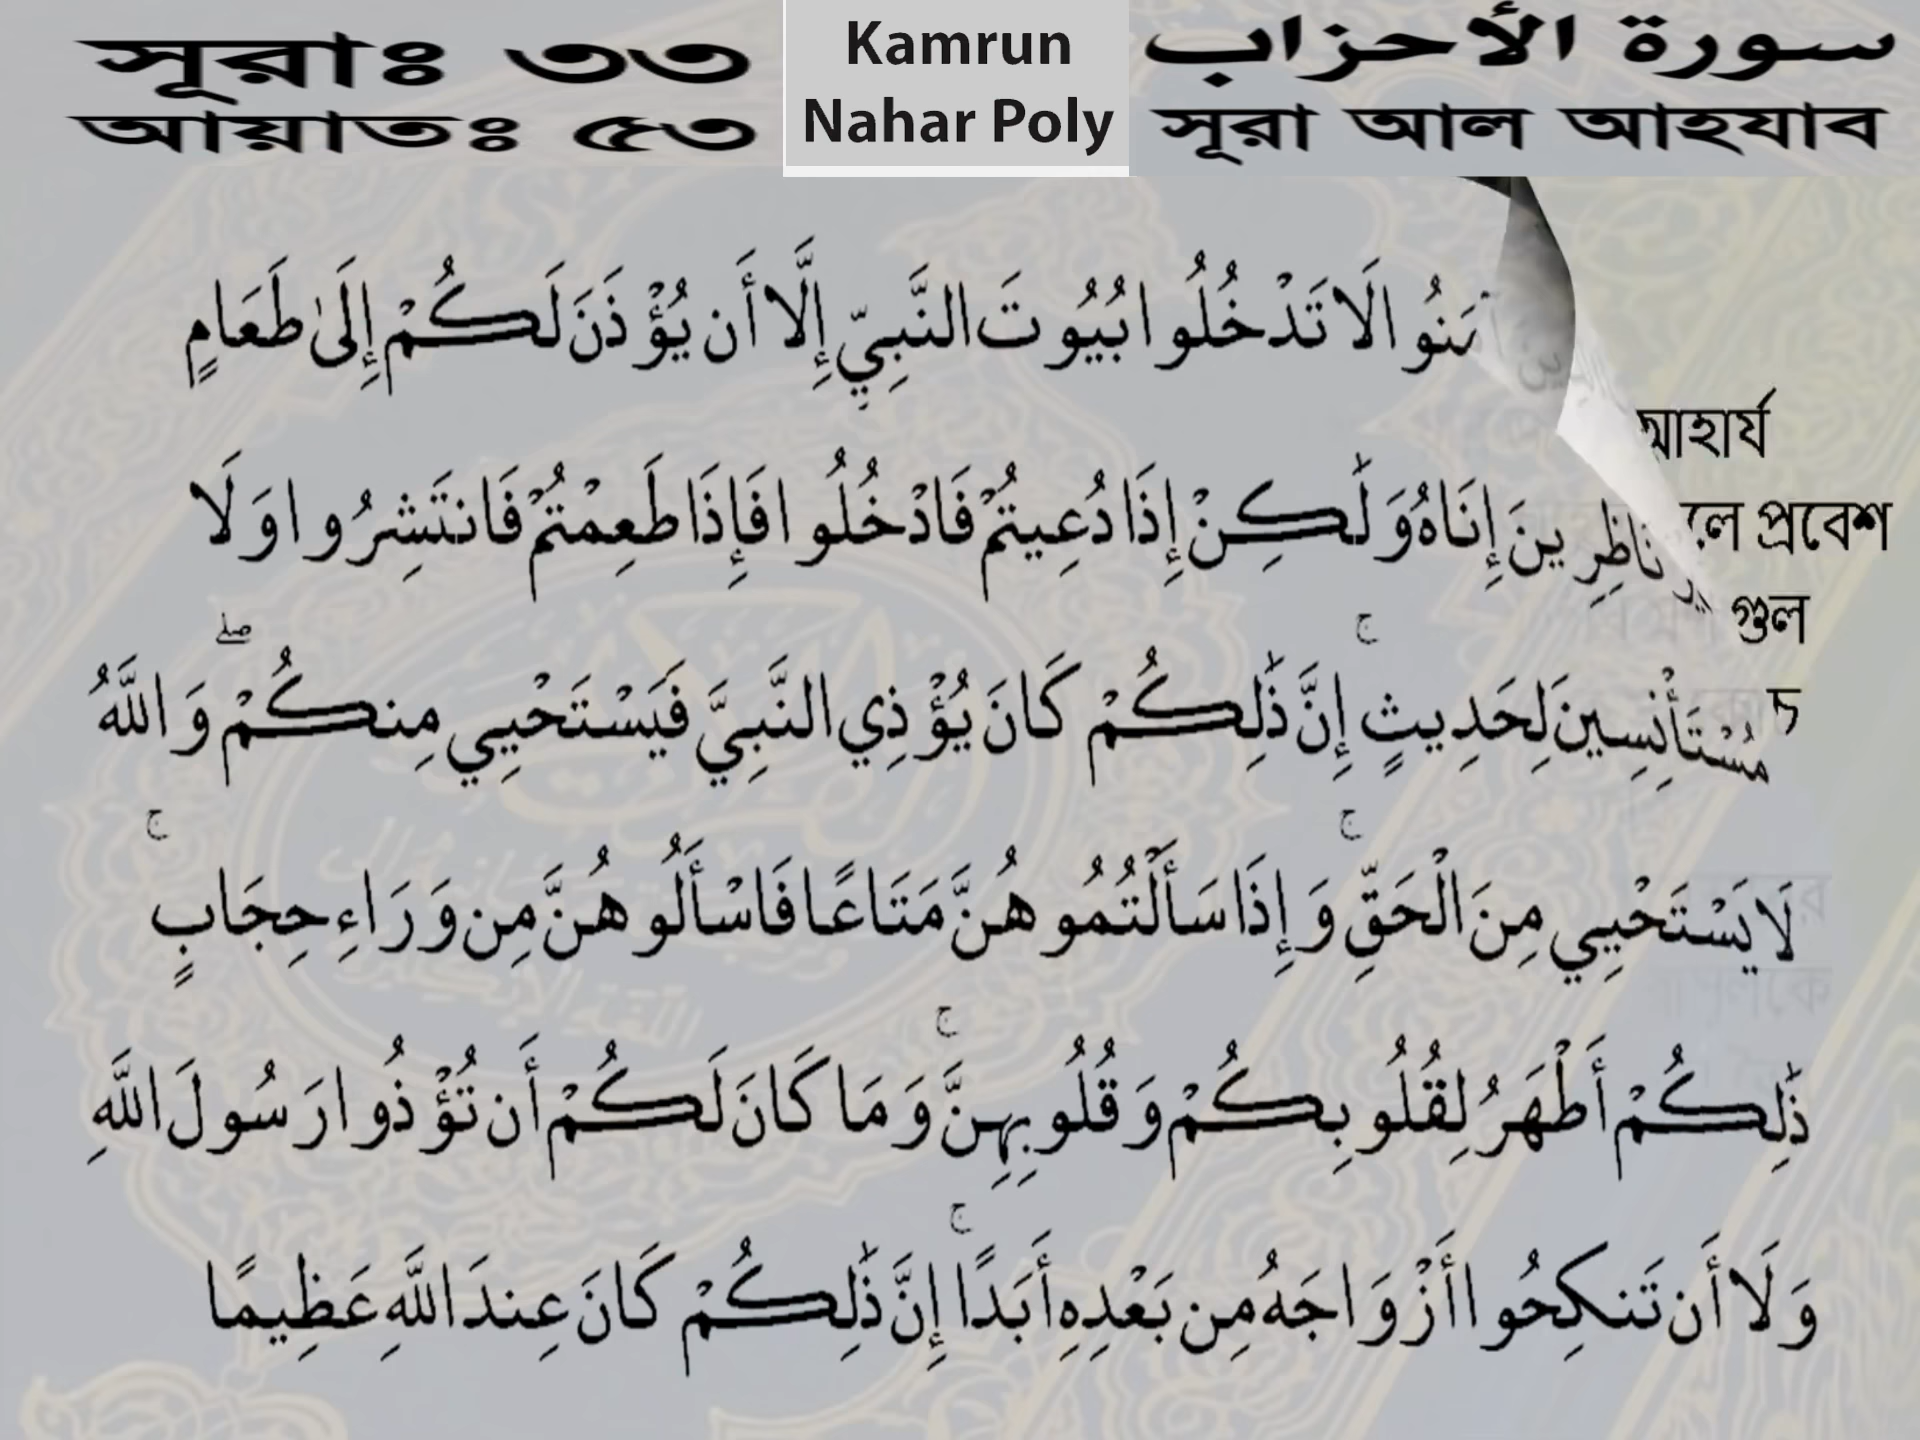 সূরাঃ ৩৩
আয়াতঃ ৫৩
Kamrun
Nahar Poly
سورة الأحزاب
সূরা আল আহযাব
لَا تَدْخُلُوا بُيُوتَ النَّبِيِّ إِلَّا أَن يُؤْذَنَ لَكُمْ إِلَىٰ طَعَامٍ
আহার্য
نَاظِرِينَ إِنَاهُ وَلَٰكِنْ إِذَا دُعِيتُمْ فَادْخُلُوا فَإِذَا طَعِمْتُمْ فَانتَشِرُوا وَلَا
লে প্রবেশ
গুল
مُسْتَأْنِسِينَ لِحَدِيثٍ ۚ إِنَّ ذَٰلِكُمْ كَانَ يُؤْذِي النَّبِيَّ فَيَسْتَحْيِي مِنكُمْ ۖ وَاللَّهُ
لَا يَسْتَحْيِي مِنَ الْحَقِّ ۚ وَإِذَا سَأَلْتُمُوهُنَّ مَتَاعًا فَاسْأَلُوهُنَّ مِن وَرَاءِ حِجَابٍ ۚ
ذَٰلِكُمْ أَطْهَرُ لِقُلُوبِكُمْ وَقُلُوبِهِنَّ ۚ وَمَا كَانَ لَكُمْ أَن تُؤْذُوا رَسُولَ اللَّهِ
وَلَا أَن تَنكِحُوا أَزْوَاجَهُ مِن بَعْدِهِ أَبَدًا ۚ إِنَّ ذَٰلِكُمْ كَانَ عِندَ اللَّهِ عَظِيمًا